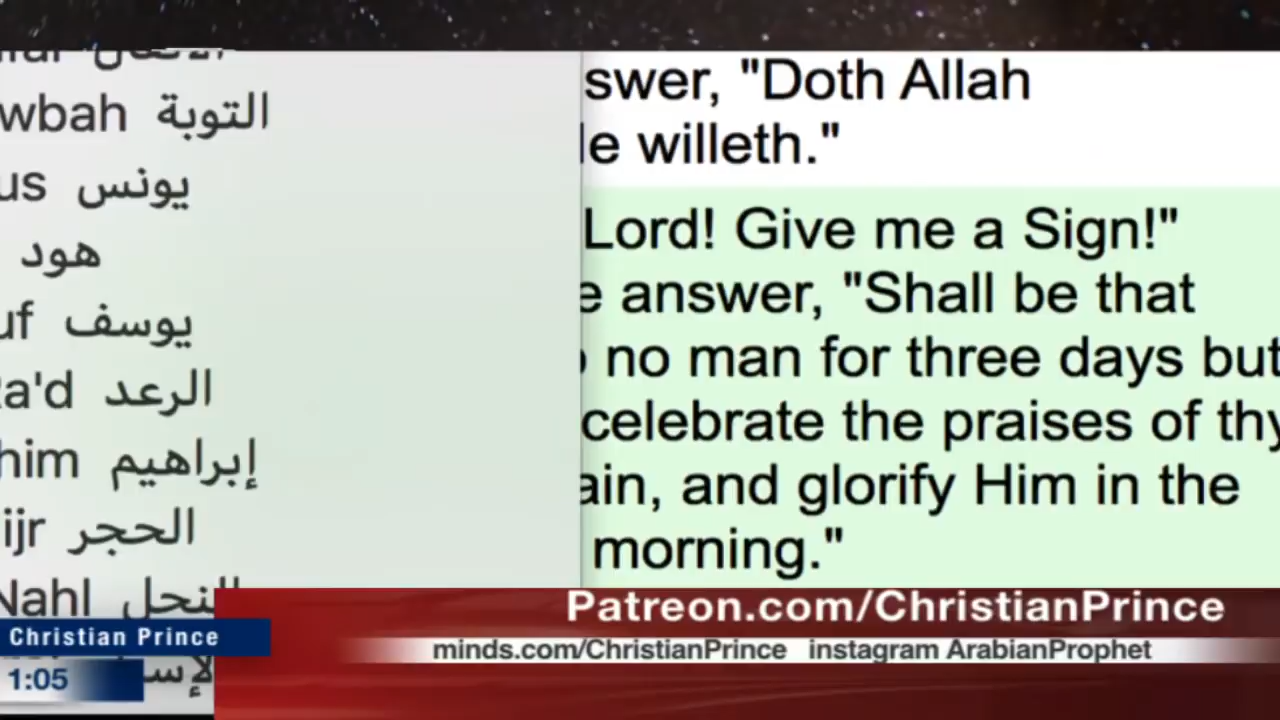 wbah التوبة
us يونس
هود
uf يوسف
a'd الرعد
him إبراهيم
ijr الحجر
Nahl النحل
swer, "Doth Allah
le willeth."
Lord! Give me a Sign!"
e answer, "Shall be that
no man for three days but
celebrate the praises of thy
ain, and glorify Him in the
morning."
Patreon.com/ChristianPrince
Christian Prince
minds.com/ChristianPrince instagram ArabianProphet
1:05